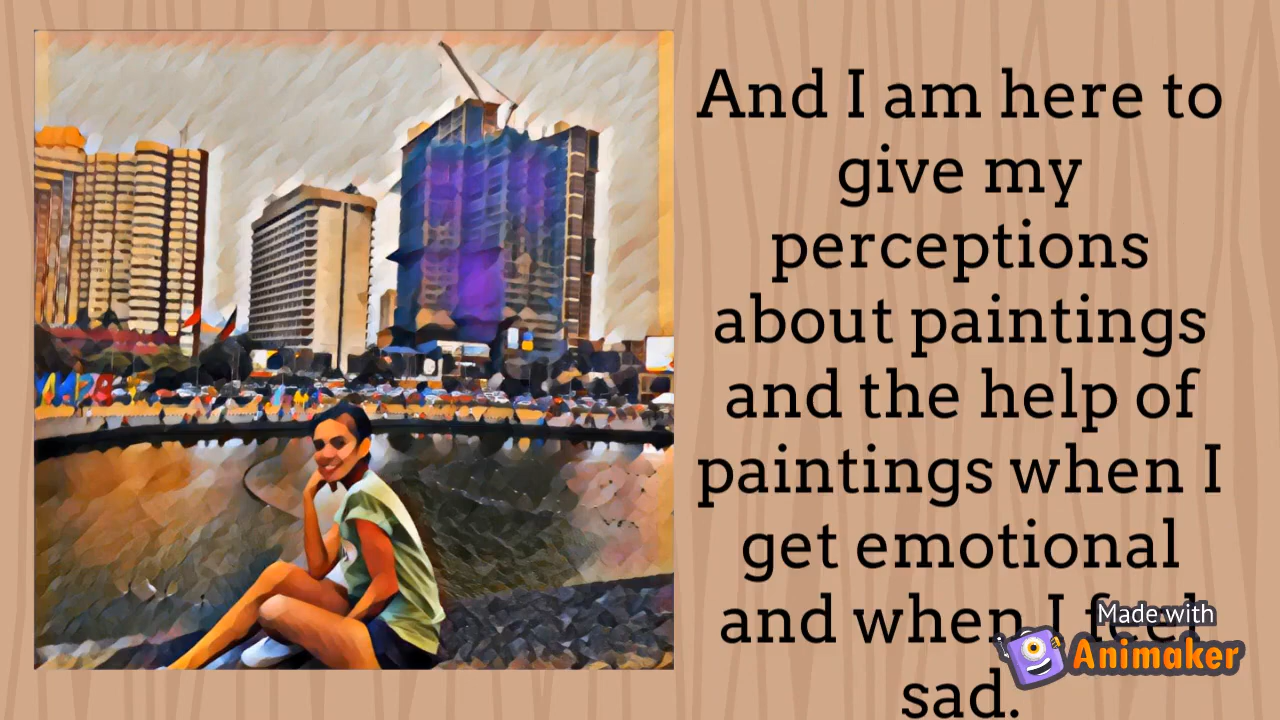 And I am here to
give my
perceptions
about paintings
and the help of
paintings when I
get emotional
and when I feel
sad.
Made with
Animaker